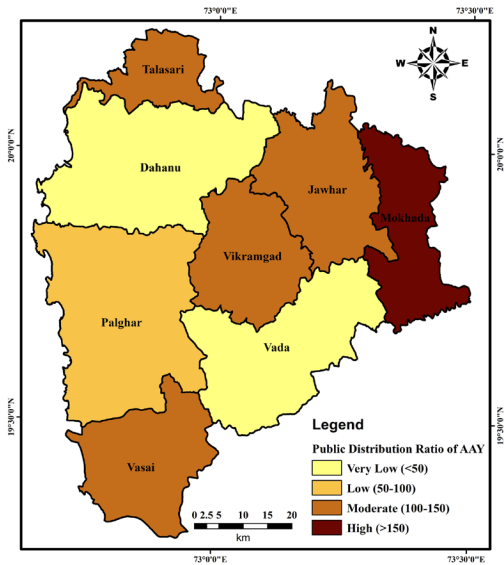 73°0'0"E
73°30'0"E
N
W E
S
Talasari
20°0'0"N
20°0'0"N
Dahanu
Jawhar
Mokhada
Vikramgad
Palghar
Vada
19°30'0"N
19°30'0"N
Legend
Public Distribution Ratio of AAY
Vasai
Very Low (<50)
Low (50-100)
Moderate (100-150)
High (>150)
0 2.5 5 10 15 20
km
73°0'0"E
73°30'0"E